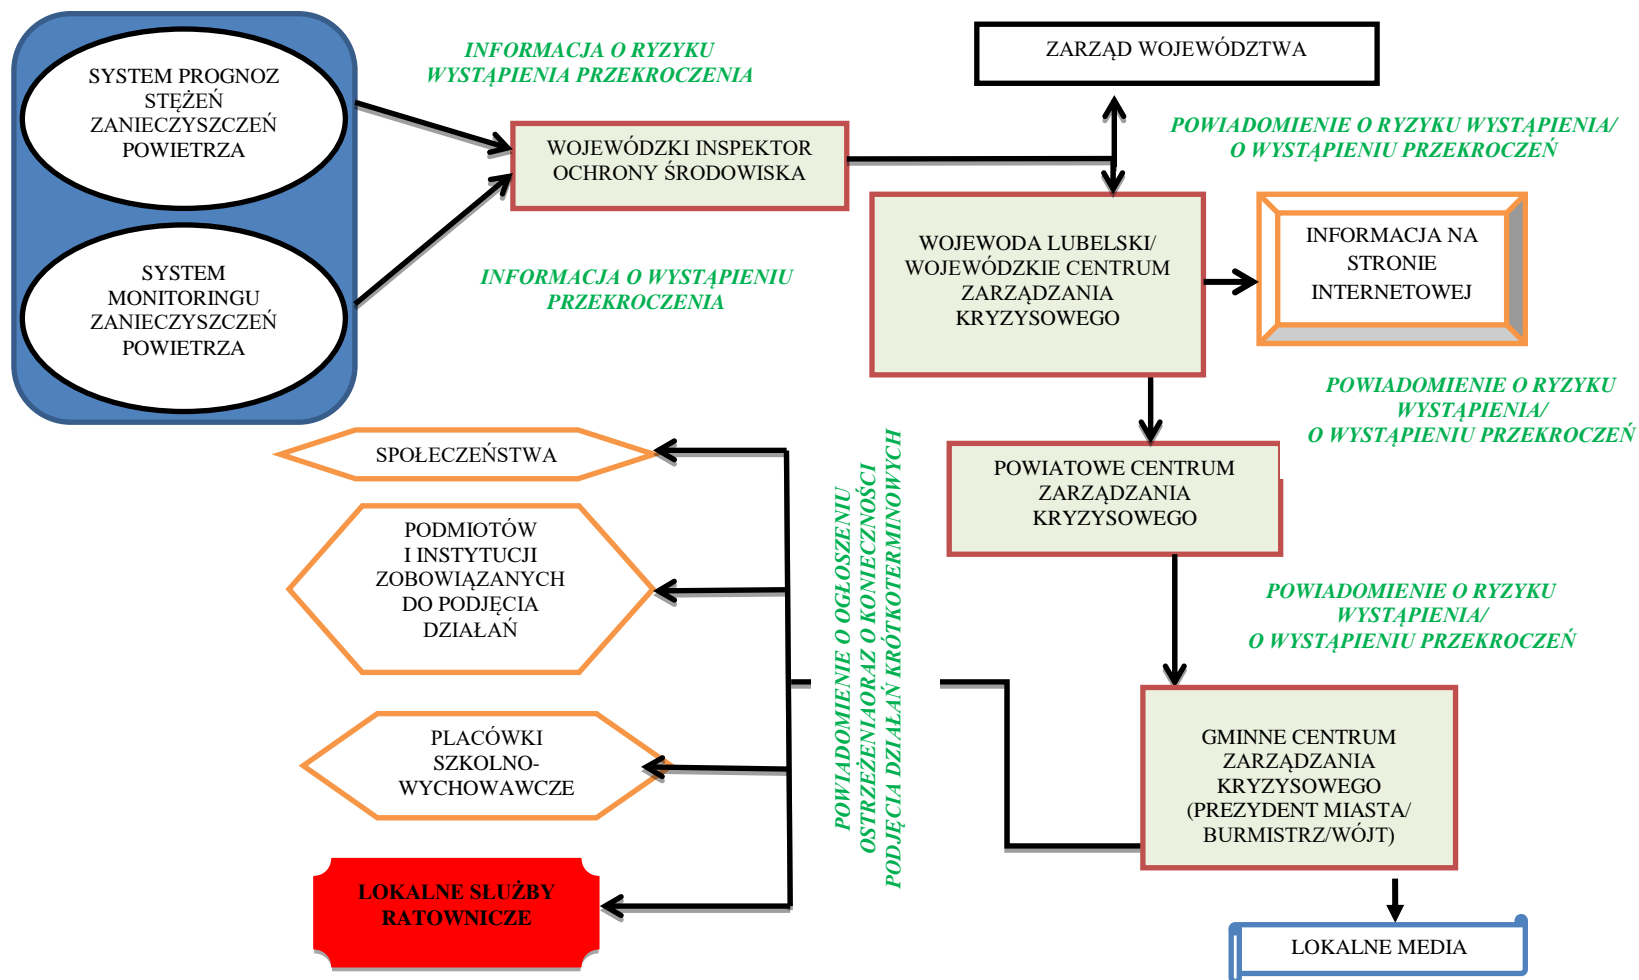 SYSTEM PROGNOZ
STĘŻEŃ
ZANIECZYSZCZEŃ
POWIETRZA
SYSTEM
MONITORINGU
ZANIECZYSZCZEŃ
POWIETRZA
INFORMACJA O RYZYKU
WYSTĄPIENIA PRZEKROCZENIA
WOJEWÓDZKI INSPEKTOR
OCHRONY ŚRODOWISKA
INFORMACJA O WYSTĄPIENIU
PRZEKROCZENIA
ZARZĄD WOJEWÓDZTWA
POWIADOMIENIE O RYZYKU WYSTĄPIENIA/
O WYSTĄPIENIU PRZEKROCZEŃ
WOJEWODA LUBELSKI/
WOJEWÓDZKIE CENTRUM
ZARZĄDZANIA
KRYZYSOWEGO
INFORMACJA NA
STRONIE
INTERNETOWEJ
POWIADOMIENIE O RYZYKU
WYSTĄPIENIA/
O WYSTĄPIENIU PRZEKROCZEŃ
POWIATOWE CENTRUM
ZARZĄDZANIA
KRYZYSOWEGO
POWIADOMIENIE O RYZYKU
WYSTĄPIENIA/
O WYSTĄPIENIU PRZEKROCZEŃ
GMINNE CENTRUM
ZARZĄDZANIA
KRYZYSOWEGO
(PREZYDENT MIASTA/
BURMISTRZ/WÓJT)
LOKALNE MEDIA
POWIADOMIENIE O OGŁOSZENIU
OSTRZEŻENIAORAZ O KONIECZNOŚCI
PODJĘCIA DZIAŁAŃ KRÓTKOTERMINOWYCH
SPOŁECZEŃSTWA
PODMIOTÓW
I INSTYTUCJI
ZOBOWIĄZANYCH
DO PODJĘCIA
DZIAŁAŃ
PLACÓWKI
SZKOLNO-
WYCHOWAWCZE
LOKALNE SŁUŻBY
RATOWNICZE